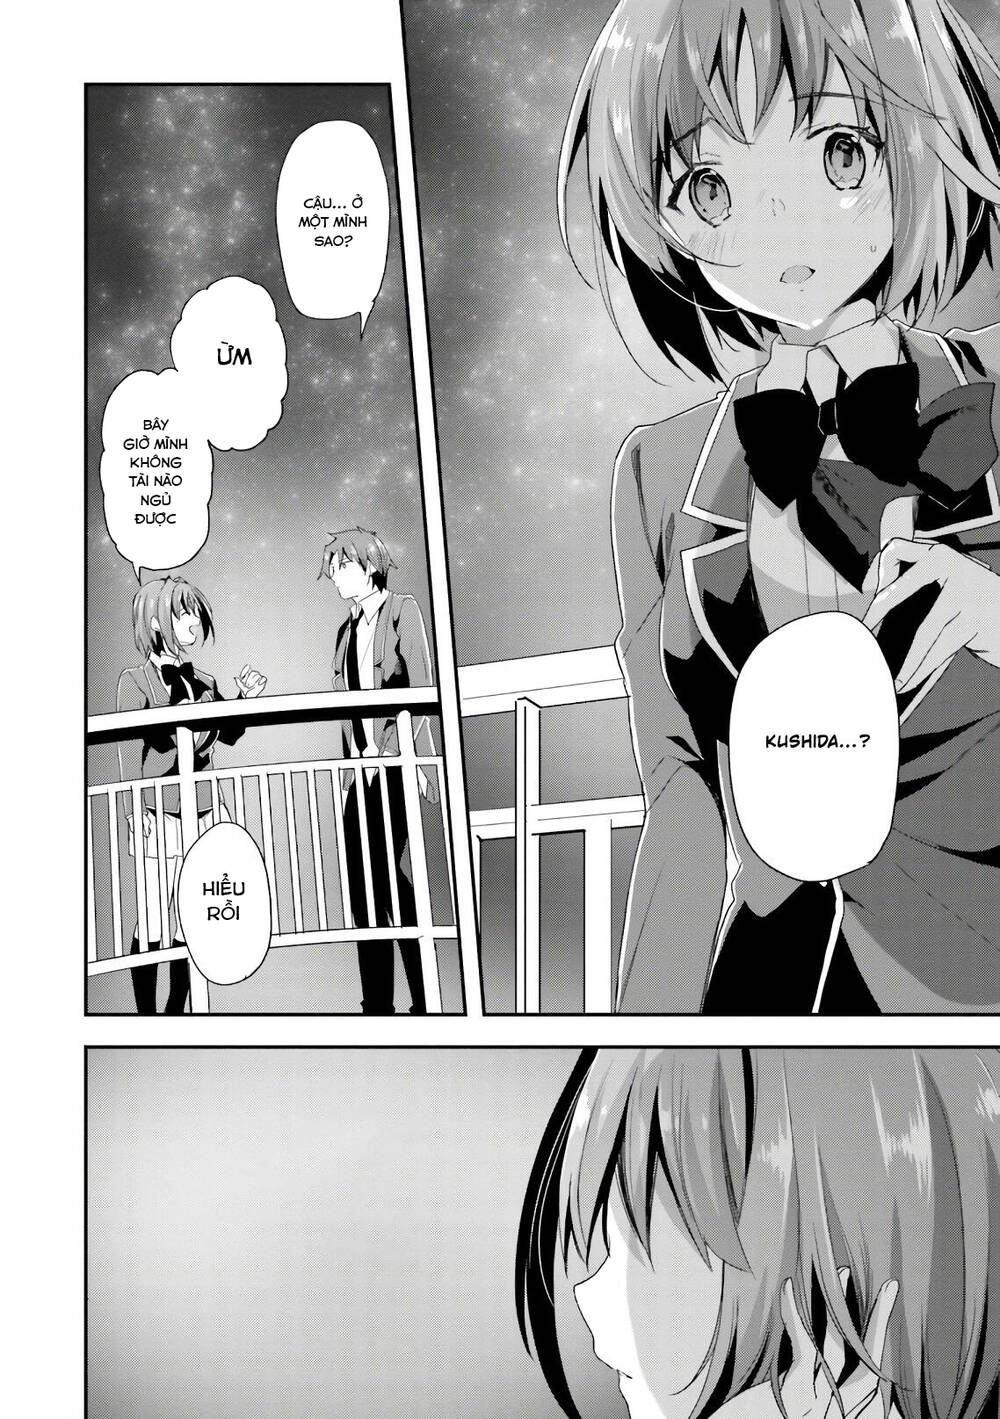 KUSHIDA...?
CẬU... Ở
MỘT MÌNH
SAO?
ỪM
BÂY
GIỜ MÌNH
KHÔNG
TÀI NÀO
NGỦ
ĐƯỢC
HIỂU
RỒI